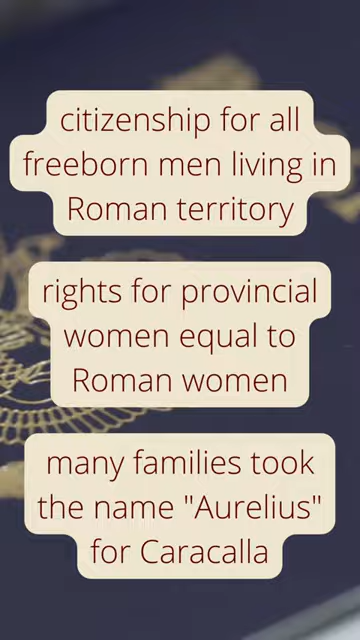 citizenship for all
freeborn men living in
Roman territory
rights for provincial
women equal to
Roman women
many families took
the name "Aurelius"
for Caracalla